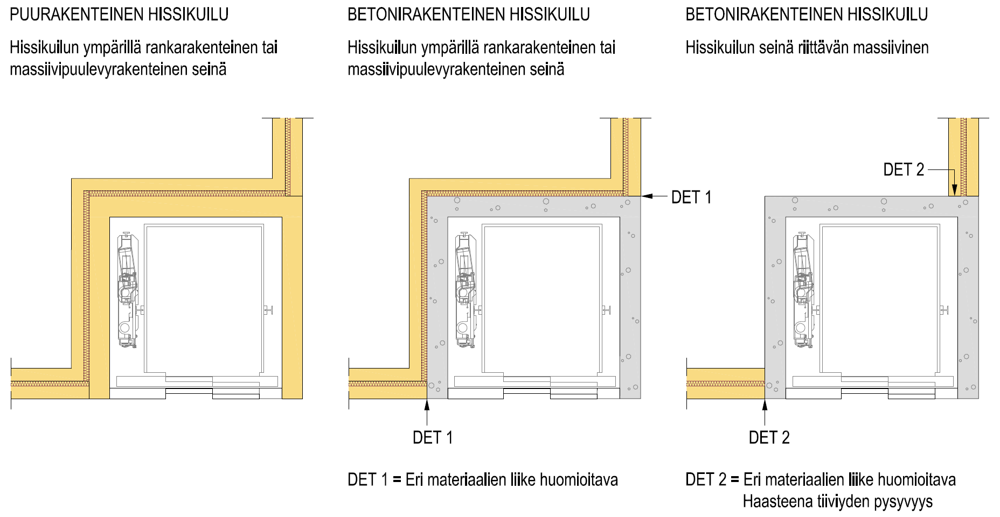 PUURAKENTEINEN HISSIKUILU
Hissikuilun ympärillä rankarakenteinen tai
massiivipuulevyrakenteinen seinä
BETONIRAKENTEINEN HISSIKUILU
Hissikuilun ympärillä rankarakenteinen tai
massiivipuulevyrakenteinen seinä
BETONIRAKENTEINEN HISSIKUILU
Hissikuilun seinä riittävän massiivinen
DET 1
DET 1
DET 1 = Eri materiaalien liike huomioitava
DET 2
DET 2
DET 2 = Eri materiaalien liike huomioitava
Haasteena tiiviyden pysyvyys